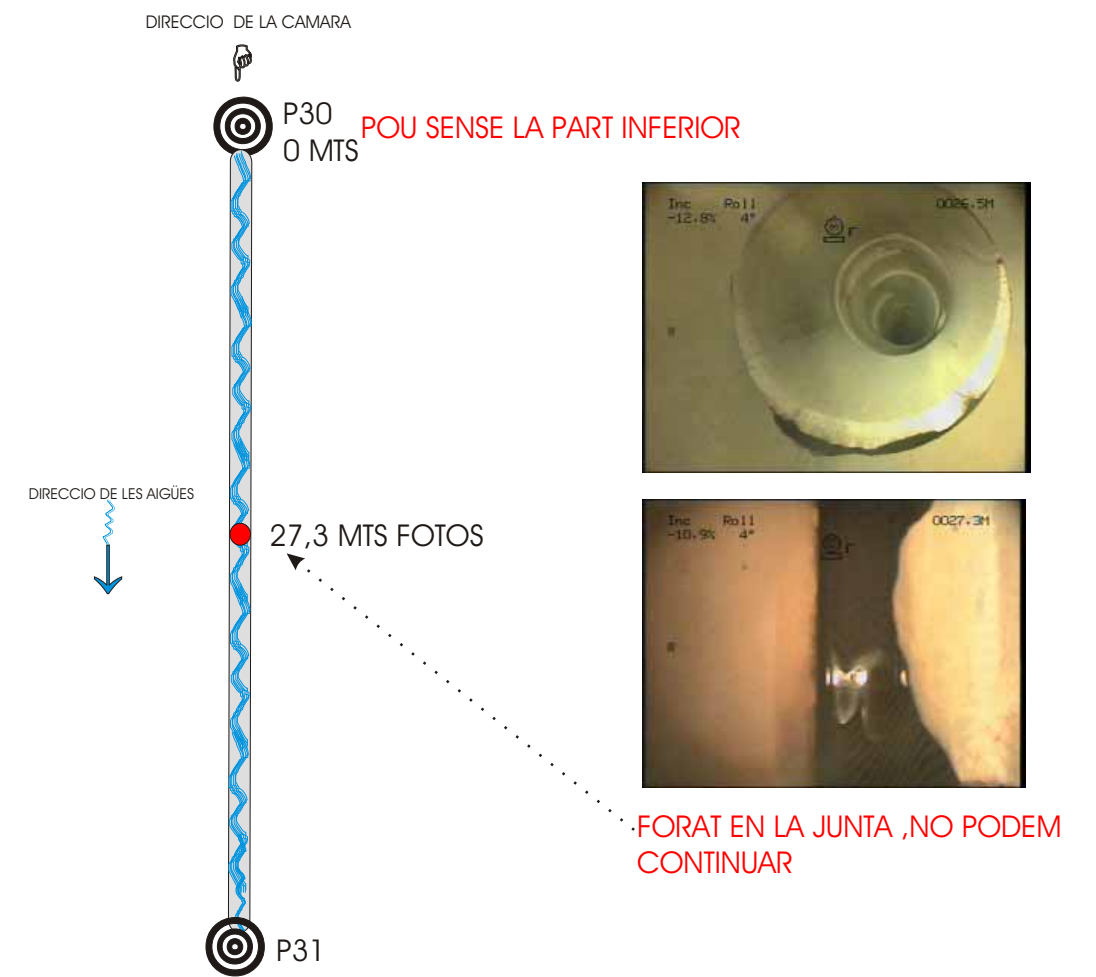 DIRECCIO DE LA CAMARA
P30
0 MTS
POU SENSE LA PART INFERIOR
Inc Roll 0026.5M
-12.8% 4°
DIRECCIO DE LES AIGÜES
27,3 MTS FOTOS
Inc Roll 0027.3M
-10.9% 4°
FORAT EN LA JUNTA ,NO PODEM
CONTINUAR
P31